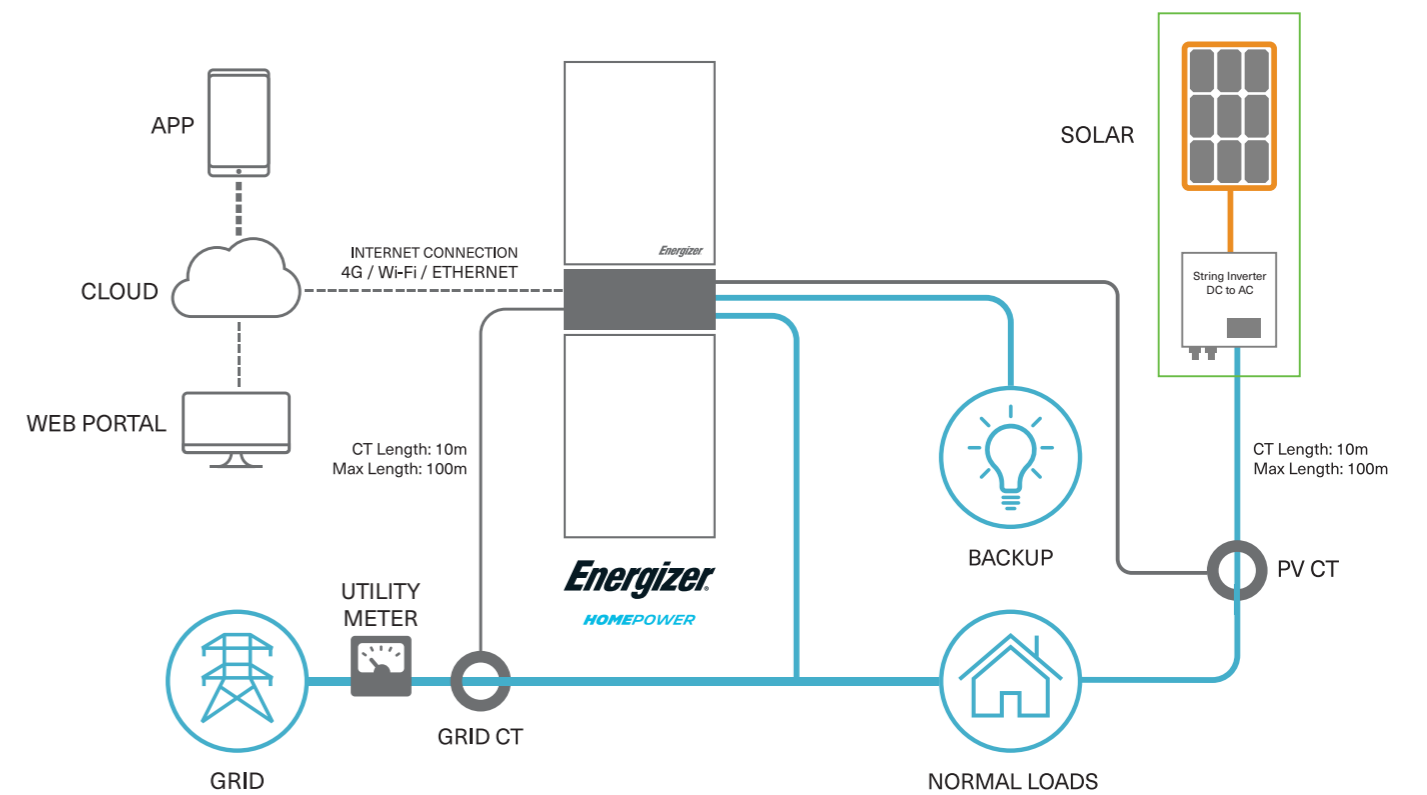 APP
SOLAR
Energizer
INTERNET CONNECTION
4G / Wi-Fi / ETHERNET
CLOUD
String Inverter
DC to AC
WEB PORTAL
CT Length: 10m
Max Length: 100m
CT Length: 10m
Max Length: 100m
BACKUP
PV CT
Energizer®
HOMEPOWER
UTILITY
METER
GRID CT
GRID
NORMAL LOADS